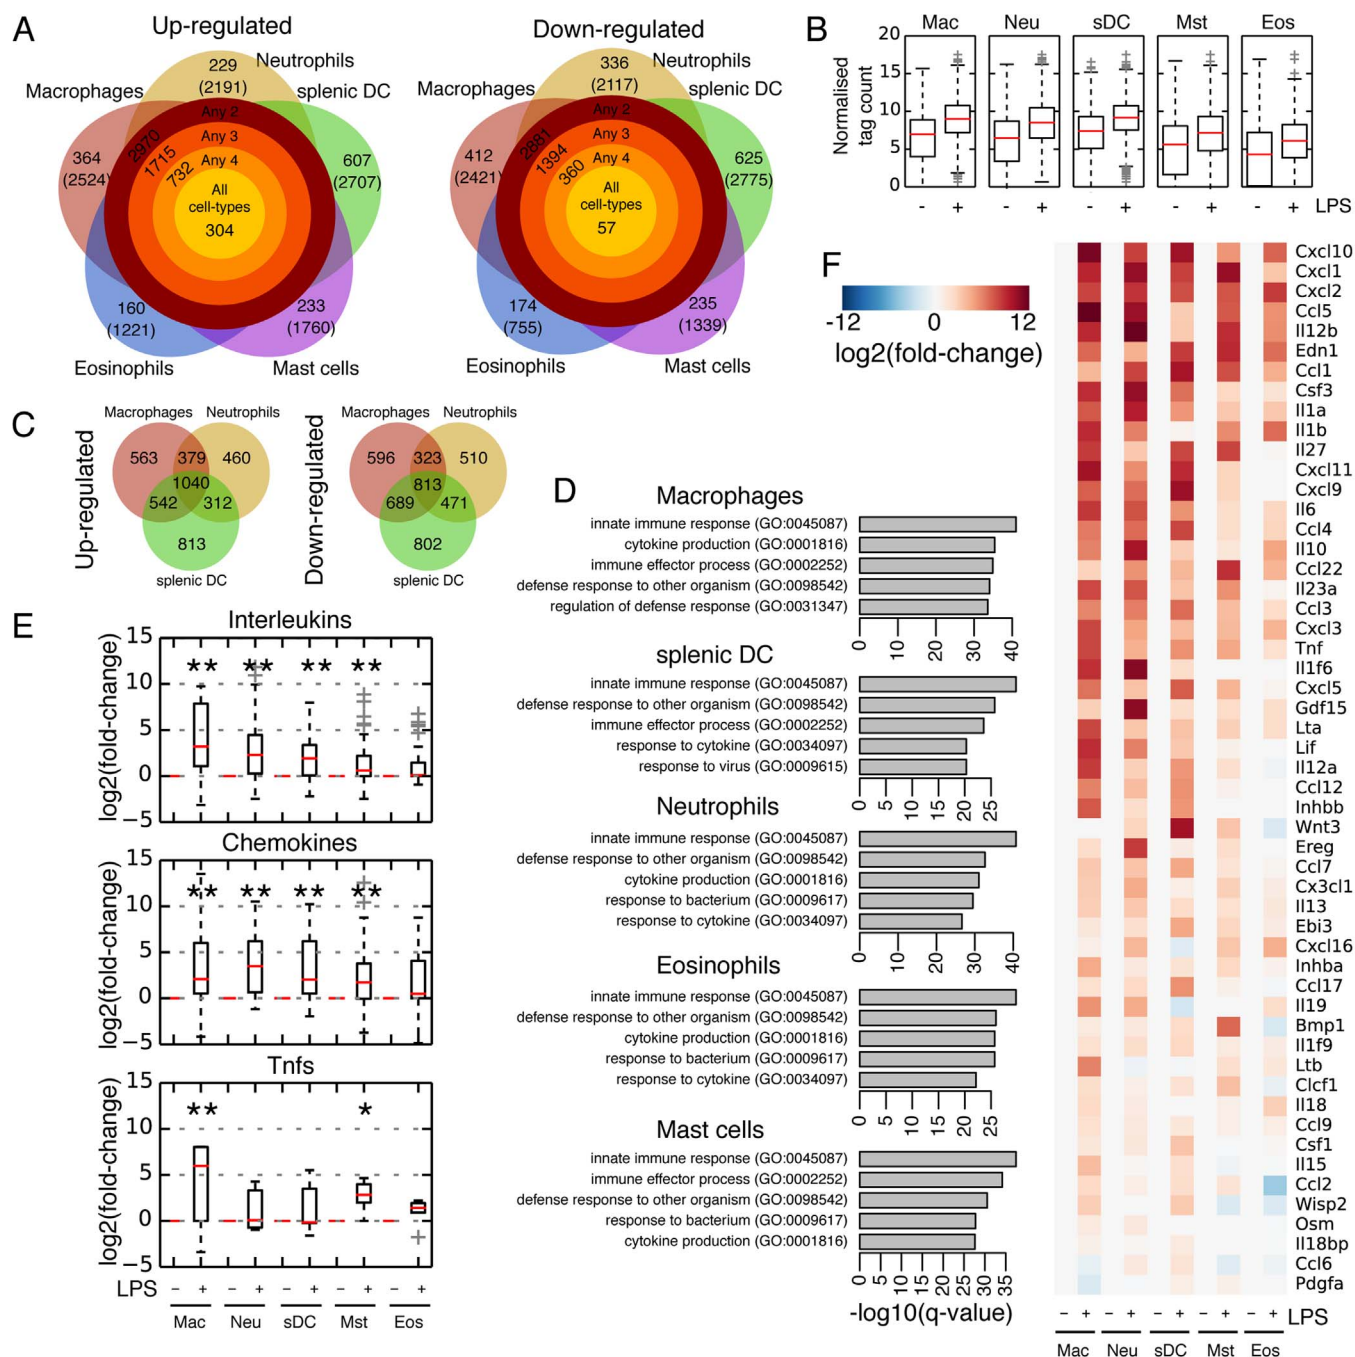 A
Up-regulated
Neutrophils
229
(2191)
Macrophages
splenic DC
Any 2
Any 3
Any 4
2970
1715
732
364
(2524)
607
(2707)
All
cell-types
304
160
(1221)
233
(1760)
Eosinophils
Mast cells
Down-regulated
Neutrophils
336
(2117)
Macrophages
splenic DC
Any 2
Any 3
Any 4
2881
1394
360
412
(2421)
625
(2775)
All
cell-types
57
174
(755)
235
(1339)
Eosinophils
Mast cells
B
Mac Neu sDC Mst Eos
Normalised
tag count
20
15
10
5
0
- + - + - + - + - + LPS
C
Up-regulated
Macrophages Neutrophils
563 379 460
1040
542 312
813
splenic DC
Down-regulated
Macrophages Neutrophils
596 323 510
813
689 471
802
splenic DC
D
Macrophages
innate immune response (GO:0045087)
cytokine production (GO:0001816)
immune effector process (GO:0002252)
defense response to other organism (GO:0098542)
regulation of defense response (GO:0031347)
0 10 20 30 40
splenic DC
innate immune response (GO:0045087)
defense response to other organism (GO:0098542)
immune effector process (GO:0002252)
response to cytokine (GO:0034097)
response to virus (GO:0009615)
0 5 10 15 20 25
Neutrophils
innate immune response (GO:0045087)
defense response to other organism (GO:0098542)
cytokine production (GO:0001816)
response to bacterium (GO:0009617)
response to cytokine (GO:0034097)
0 10 20 30 40
Eosinophils
innate immune response (GO:0045087)
defense response to other organism (GO:0098542)
cytokine production (GO:0001816)
response to bacterium (GO:0009617)
response to cytokine (GO:0034097)
0 5 10 15 20 25
Mast cells
innate immune response (GO:0045087)
immune effector process (GO:0002252)
defense response to other organism (GO:0098542)
response to bacterium (GO:0009617)
cytokine production (GO:0001816)
0 5 10 15 20 25 30 35
-log10(q-value)
E
Interleukins
log2(fold-change)
15
10
5
0
−5
** ** ** **
Chemokines
log2(fold-change)
15
10
5
0
−5
** ** ** **
Tnfs
log2(fold-change)
15
10
5
0
−5
** *
LPS − + − + − + − + − +
Mac Neu sDC Mst Eos
F
-12 0 12
log2(fold-change)
Cxcl10
Cxcl1
Cxcl2
Ccl5
Il12b
Edn1
Ccl1
Csf3
Il1a
Il1b
Il27
Cxcl11
Cxcl9
Il6
Ccl4
Il10
Ccl22
Il23a
Ccl3
Cxcl3
Tnf
Il1f6
Cxcl5
Gdf15
Lta
Lif
Il12a
Ccl12
Inhbb
Wnt3
Ereg
Ccl7
Cx3cl1
Il13
Ebi3
Cxcl16
Inhba
Ccl17
Il19
Bmp1
Il1f9
Ltb
Clcf1
Il18
Ccl9
Csf1
Il15
Ccl2
Wisp2
Osm
Il18bp
Ccl6
Pdgfa
− + − + − + − + − + LPS
Mac Neu sDC Mst Eos